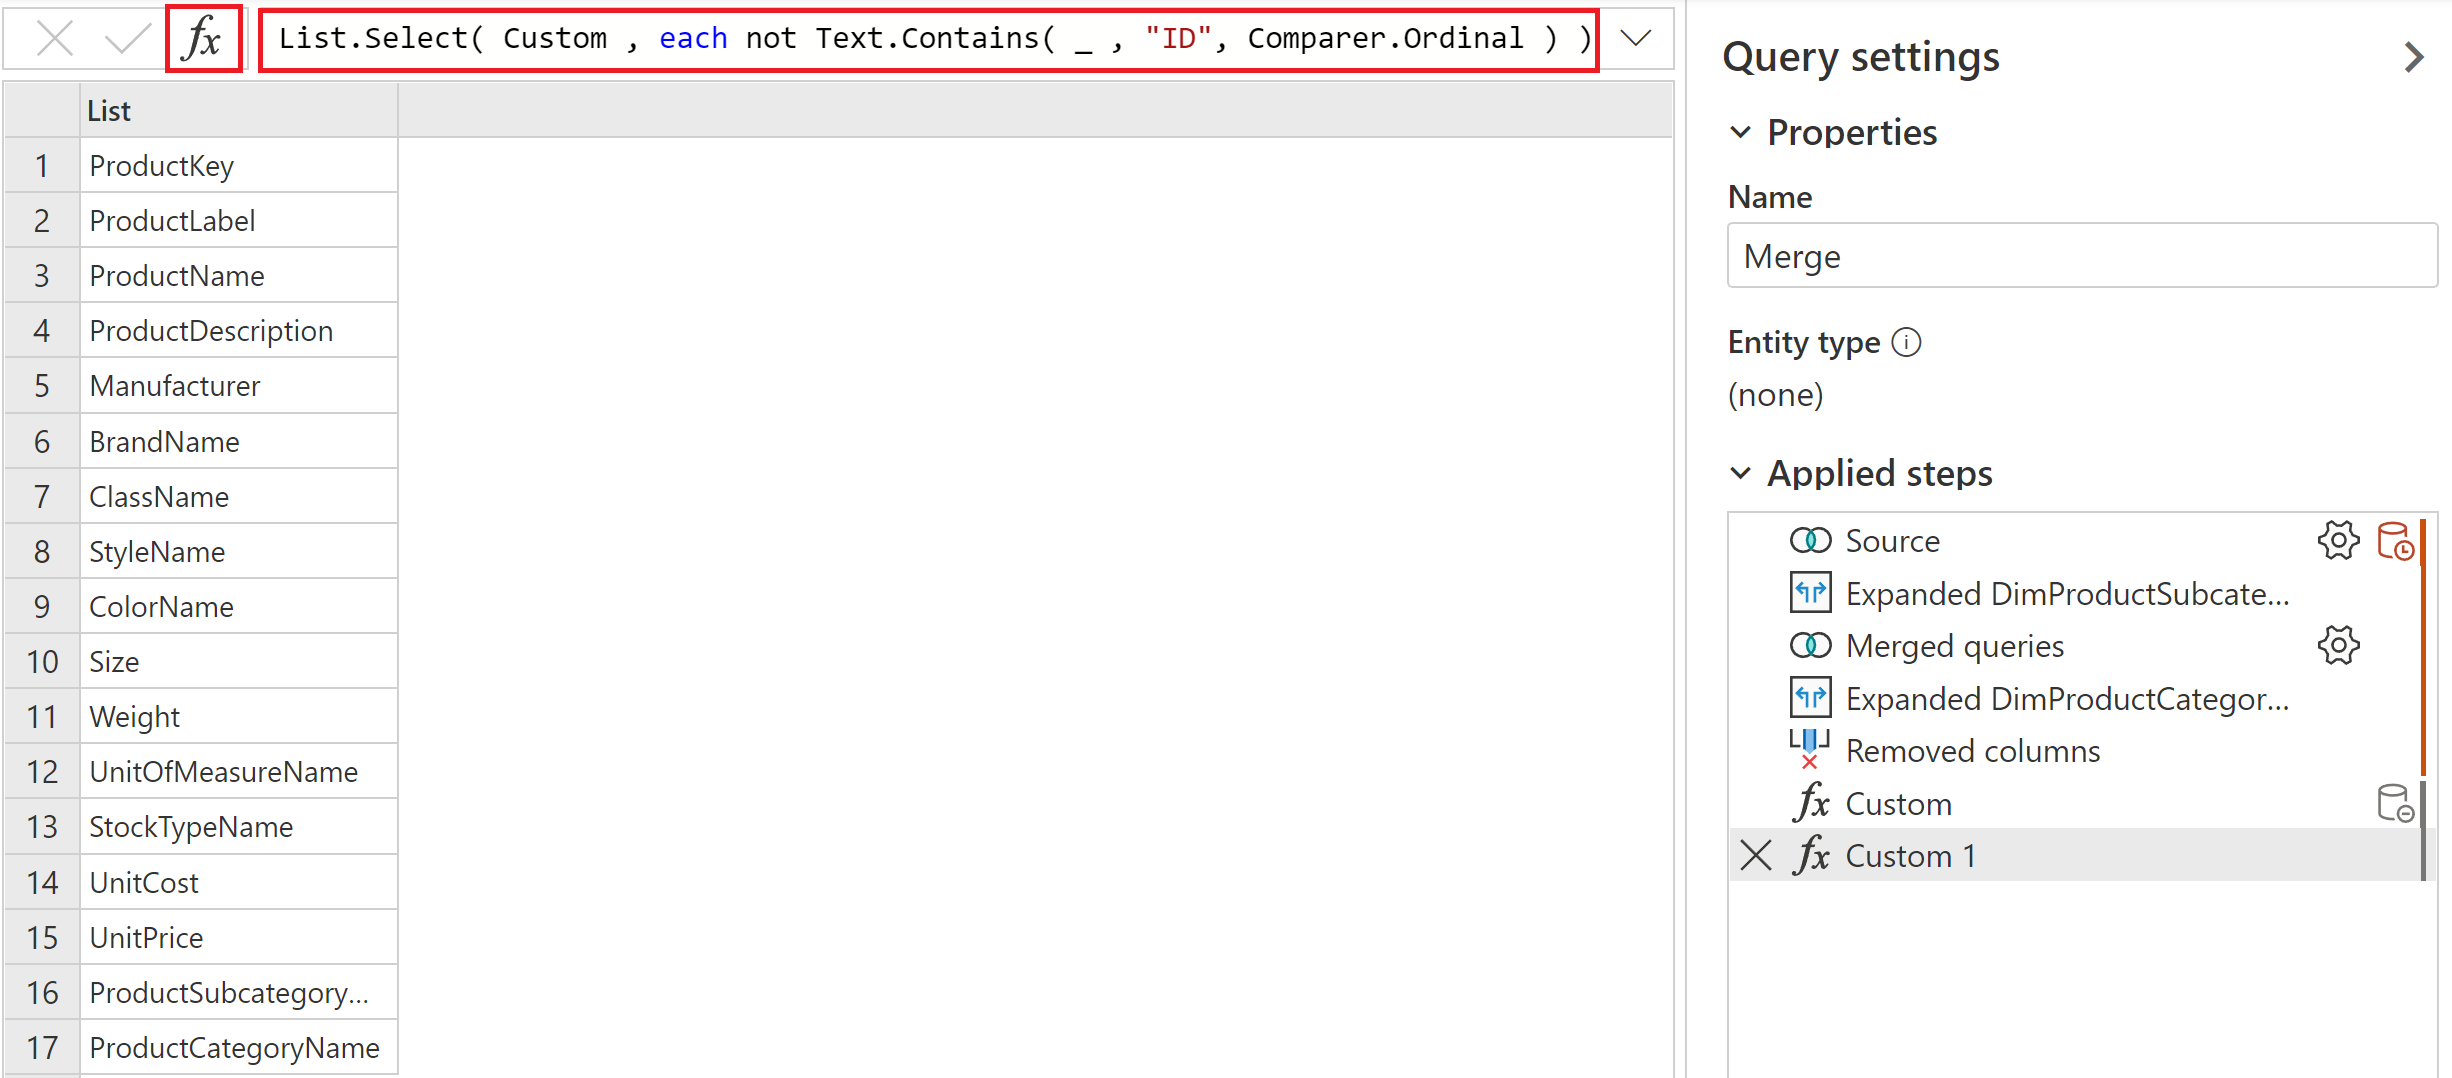 fx List.Select( Custom , each not Text.Contains( _ , "ID", Comparer.Ordinal ) )
List
1 ProductKey
2 ProductLabel
3 ProductName
4 ProductDescription
5 Manufacturer
6 BrandName
7 ClassName
8 StyleName
9 ColorName
10 Size
11 Weight
12 UnitOfMeasureName
13 StockTypeName
14 UnitCost
15 UnitPrice
16 ProductSubcategory...
17 ProductCategoryName
Query settings
Properties
Name
Merge
Entity type
(none)
Applied steps
Source
Expanded DimProductSubcate...
Merged queries
Expanded DimProductCategor...
Removed columns
fx Custom
fx Custom 1